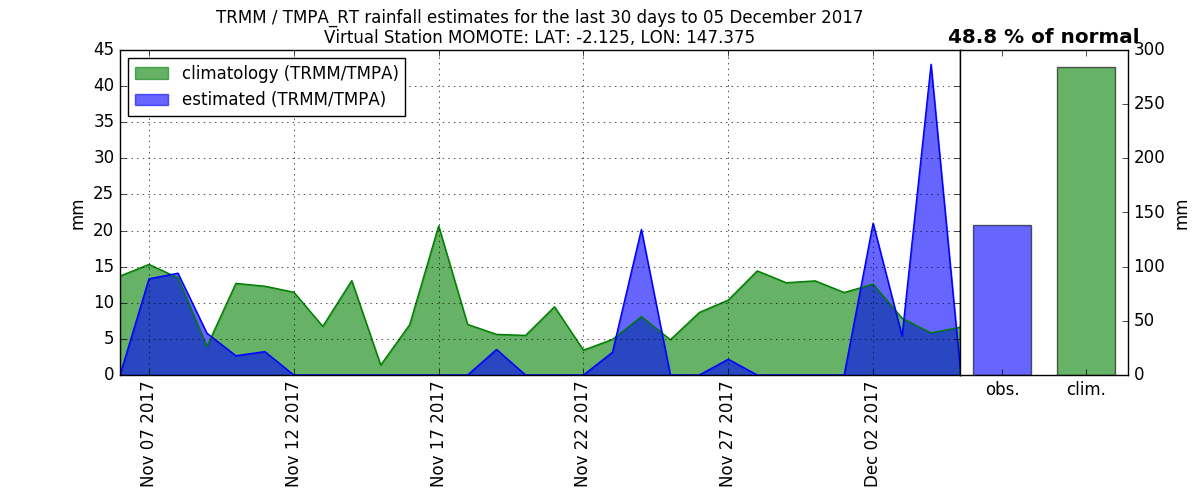 TRMM / TMPA_RT rainfall estimates for the last 30 days to 05 December 2017
Virtual Station MOMOTE: LAT: -2.125, LON: 147.375
48.8 % of normal
climatology (TRMM/TMPA)
estimated (TRMM/TMPA)
mm
45
40
35
30
25
20
15
10
5
0
Nov 07 2017
Nov 12 2017
Nov 17 2017
Nov 22 2017
Nov 27 2017
Dec 02 2017
obs.
clim.
300
250
200
150
100
50
0
mm